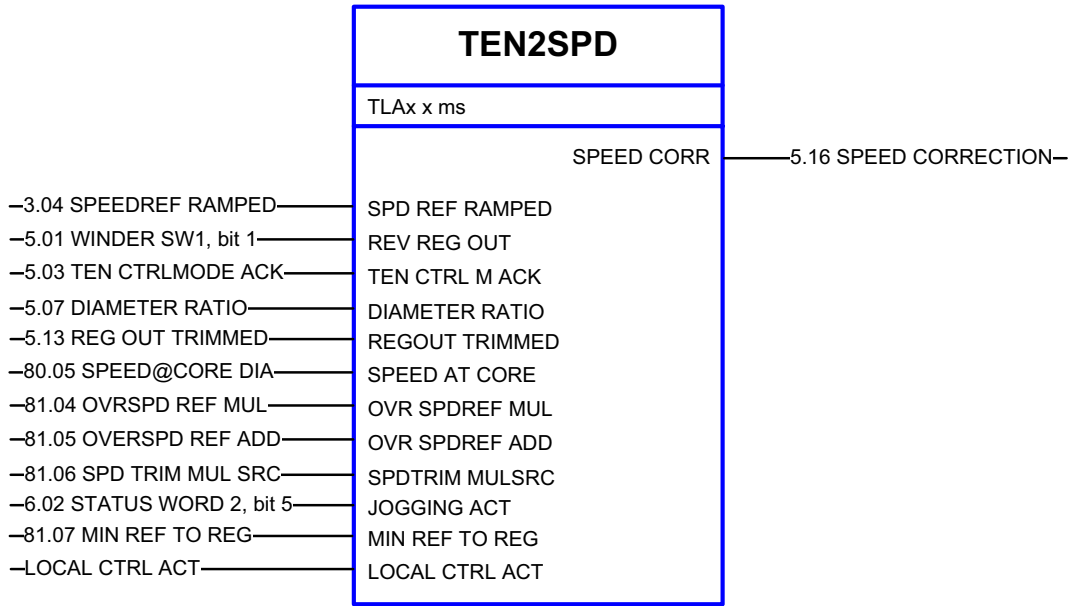 TEN2SPD
TLAx x ms
SPEED CORR 5.16 SPEED CORRECTION
3.04 SPEEDREF RAMPED SPD REF RAMPED
5.01 WINDER SW1, bit 1 REV REG OUT
5.03 TEN CTRLMODE ACK TEN CTRL M ACK
5.07 DIAMETER RATIO DIAMETER RATIO
5.13 REG OUT TRIMMED REGOUT TRIMMED
80.05 SPEED@CORE DIA SPEED AT CORE
81.04 OVRSPD REF MUL OVR SPDREF MUL
81.05 OVERSPD REF ADD OVR SPDREF ADD
81.06 SPD TRIM MUL SRC SPDTRIM MULSRC
6.02 STATUS WORD 2, bit 5 JOGGING ACT
81.07 MIN REF TO REG MIN REF TO REG
LOCAL CTRL ACT LOCAL CTRL ACT